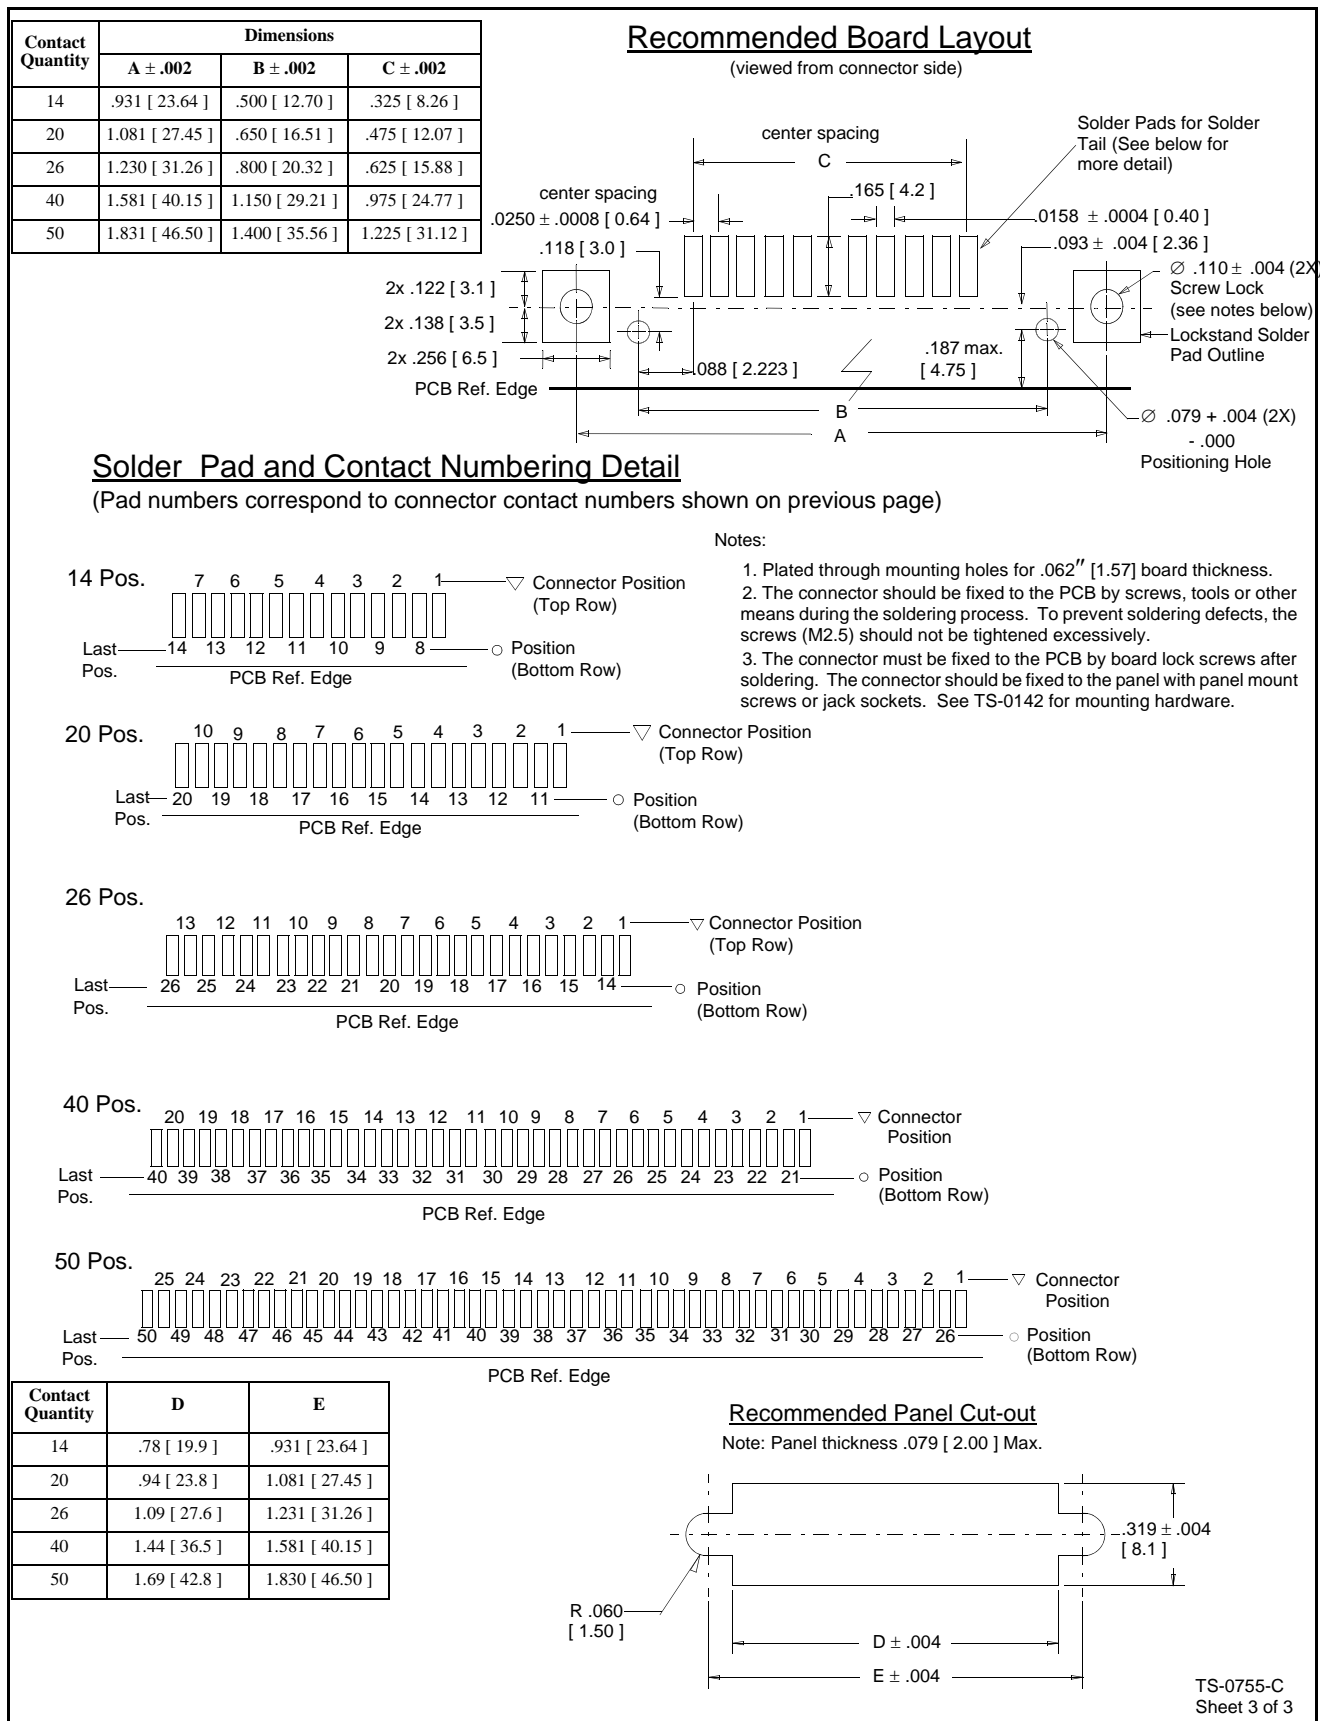 Contact Quantity
Dimensions
A ± .002
B ± .002
C ± .002
14 .931 [ 23.64 ] .500 [ 12.70 ] .325 [ 8.26 ]
20 1.081 [ 27.45 ] .650 [ 16.51 ] .475 [ 12.07 ]
26 1.230 [ 31.26 ] .800 [ 20.32 ] .625 [ 15.88 ]
40 1.581 [ 40.15 ] 1.150 [ 29.21 ] .975 [ 24.77 ]
50 1.831 [ 46.50 ] 1.400 [ 35.56 ] 1.225 [ 31.12 ]
Recommended Board Layout
(viewed from connector side)
center spacing
C
Solder Pads for Solder
Tail (See below for
more detail)
center spacing
.0250 ± .0008 [ 0.64 ]
.165 [ 4.2 ]
.0158 ± .0004 [ 0.40 ]
.118 [ 3.0 ]
.093 ± .004 [ 2.36 ]
2x .122 [ 3.1 ]
Ø .110 ± .004 (2X)
Screw Lock
(see notes below)
2x .138 [ 3.5 ]
Lockstand Solder
Pad Outline
2x .256 [ 6.5 ]
.088 [ 2.223 ]
.187 max.
[ 4.75 ]
PCB Ref. Edge
B
A
Ø .079 + .004 (2X)
- .000
Positioning Hole
Solder Pad and Contact Numbering Detail
(Pad numbers correspond to connector contact numbers shown on previous page)
Notes:
1. Plated through mounting holes for .062″ [1.57] board thickness.
2. The connector should be fixed to the PCB by screws, tools or other
means during the soldering process. To prevent soldering defects, the
screws (M2.5) should not be tightened excessively.
3. The connector must be fixed to the PCB by board lock screws after
soldering. The connector should be fixed to the panel with panel mount
screws or jack sockets. See TS-0142 for mounting hardware.
14 Pos.
7 6 5 4 3 2 1
▽ Connector Position
(Top Row)
Last
Pos.
14 13 12 11 10 9 8
○ Position
(Bottom Row)
PCB Ref. Edge
20 Pos.
10 9 8 7 6 5 4 3 2 1
▽ Connector Position
(Top Row)
Last
Pos.
20 19 18 17 16 15 14 13 12 11
○ Position
(Bottom Row)
PCB Ref. Edge
26 Pos.
13 12 11 10 9 8 7 6 5 4 3 2 1
▽ Connector Position
(Top Row)
Last
Pos.
26 25 24 23 22 21 20 19 18 17 16 15 14
○ Position
(Bottom Row)
PCB Ref. Edge
40 Pos.
20 19 18 17 16 15 14 13 12 11 10 9 8 7 6 5 4 3 2 1
▽ Connector
Position
Last
Pos.
40 39 38 37 36 35 34 33 32 31 30 29 28 27 26 25 24 23 22 21
○ Position
(Bottom Row)
PCB Ref. Edge
50 Pos.
25 24 23 22 21 20 19 18 17 16 15 14 13 12 11 10 9 8 7 6 5 4 3 2 1
▽ Connector
Position
Last
Pos.
50 49 48 47 46 45 44 43 42 41 40 39 38 37 36 35 34 33 32 31 30 29 28 27 26
○ Position
(Bottom Row)
PCB Ref. Edge
Contact Quantity D E
14 .78 [ 19.9 ] .931 [ 23.64 ]
20 .94 [ 23.8 ] 1.081 [ 27.45 ]
26 1.09 [ 27.6 ] 1.231 [ 31.26 ]
40 1.44 [ 36.5 ] 1.581 [ 40.15 ]
50 1.69 [ 42.8 ] 1.830 [ 46.50 ]
Recommended Panel Cut-out
Note: Panel thickness .079 [ 2.00 ] Max.
.319 ± .004
[ 8.1 ]
R .060
[ 1.50 ]
D ± .004
E ± .004
TS-0755-C
Sheet 3 of 3